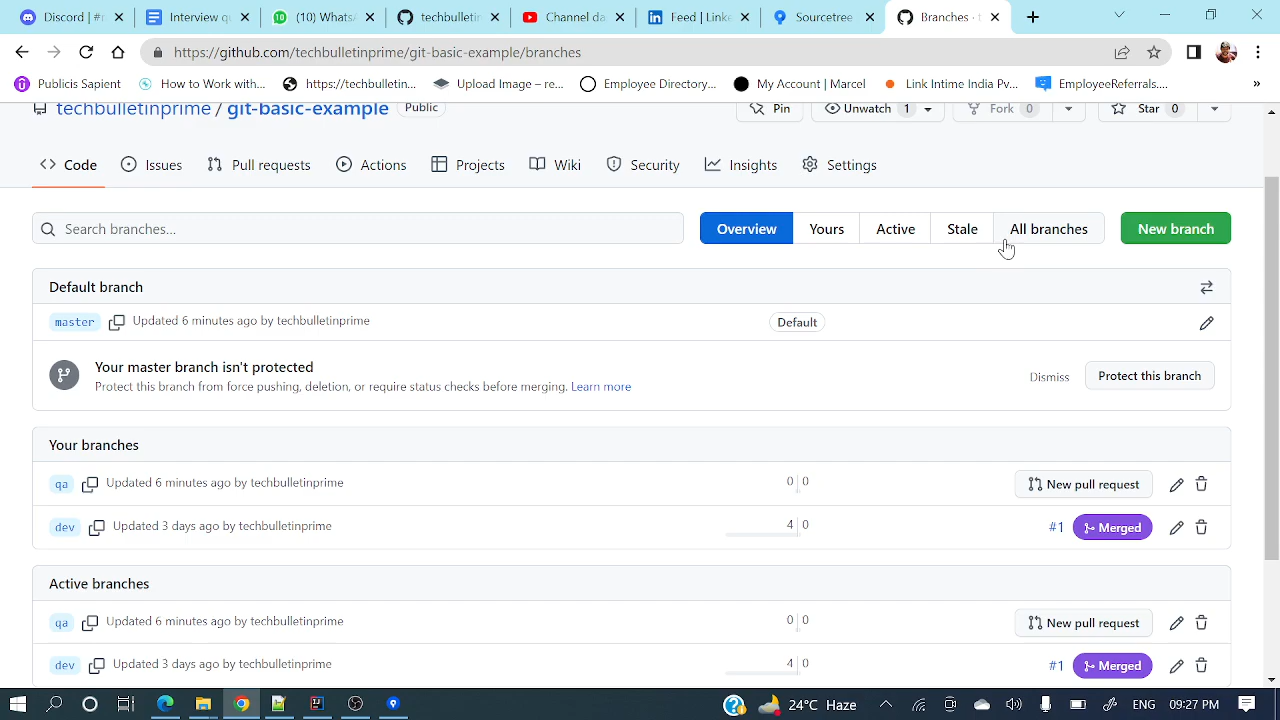 Discord | #r
Interview q
(10) Whats
techbulletin
Channel da
Feed | Link
Sourcetree
Branches · t
https://github.com/techbulletinprime/git-basic-example/branches
Publicis Sapient
How to Work with...
https://techbulletin...
Upload Image – re...
Employee Directory...
My Account | Marcel
Link Intime India Pv...
EmployeeReferrals....
»
techbulletinprime / git-basic-example Public
Pin
Unwatch 1
Fork 0
Star 0
Code
Issues
Pull requests
Actions
Projects
Wiki
Security
Insights
Settings
Search branches...
Overview
Yours
Active
Stale
All branches
New branch
Default branch
master Updated 6 minutes ago by techbulletinprime Default
Your master branch isn't protected
Protect this branch from force pushing, deletion, or require status checks before merging. Learn more
Dismiss
Protect this branch
Your branches
qa Updated 6 minutes ago by techbulletinprime 0 | 0 New pull request
dev Updated 3 days ago by techbulletinprime 4 | 0 #1 Merged
Active branches
qa Updated 6 minutes ago by techbulletinprime 0 | 0 New pull request
dev Updated 3 days ago by techbulletinprime 4 | 0 #1 Merged
24°C Haze
ENG
09:27 PM